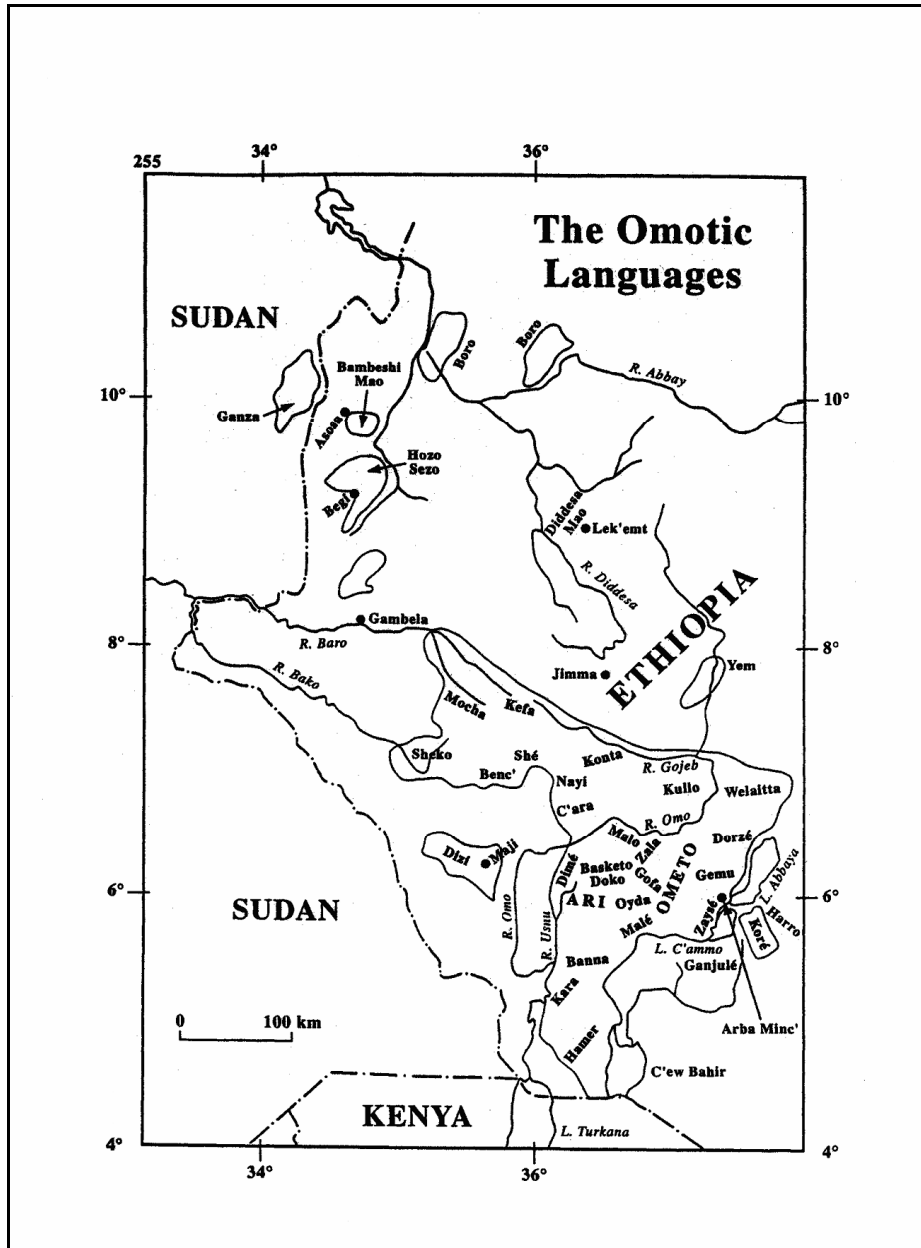 255
34°
36°
The Omotic
Languages
SUDAN
Boro
Boro
R. Abbay
Bambeshi
Mao
10°
10°
Ganza
Asosa
Hozo
Sezo
Begi
Diddesa
Mao
Lek'emt
R. Diddesa
ETHIOPIA
Gambela
8°
R. Baro
8°
R. Bako
Jimma
Yem
Mocha
Kefa
Sheko
Shé
Konta
R. Gojeb
Benc'
Nayi
Kullo
Welaitta
C'ara
R. Omo
Malo
Zala
Dorzé
Dizi
Maji
Dimé
Basketo
Doko
Gofa
OMETO
Gemu
L. Abbaya
6°
6°
ARI
Oyda
Zaysé
Harro
SUDAN
R. Omo
R. Usnu
Malé
Koré
L. C'ammo
Banna
Ganjulé
Kara
0
100 km
Arba Minc'
Hamer
C'ew Bahir
KENYA
L. Turkana
4°
4°
34°
36°